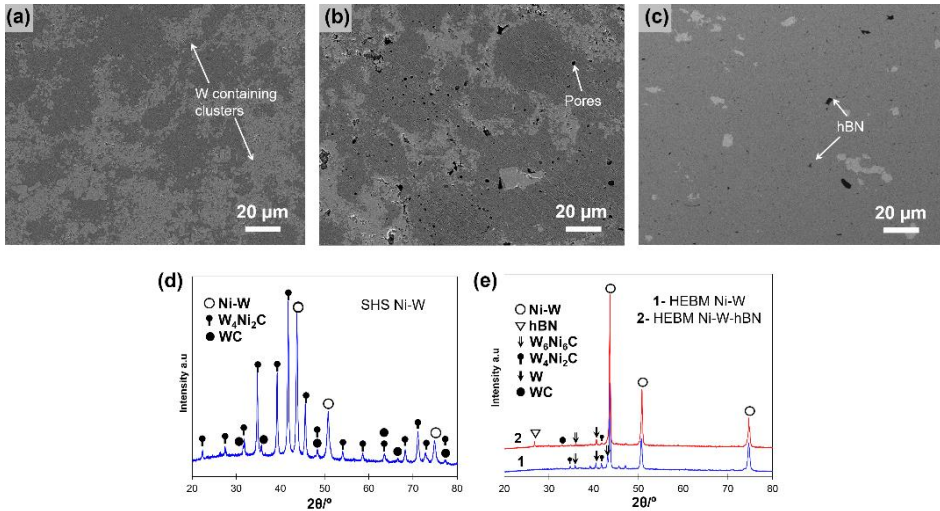 (a)
W containing
clusters
20 µm
(b)
Pores
20 µm
(c)
hBN
20 µm
(d)
SHS Ni-W
Ni-W
W₄Ni₂C
WC
Intensity a.u
20 30 40 50 60 70 80
2θ/º
(e)
1- HEBM Ni-W
2- HEBM Ni-W-hBN
Ni-W
hBN
W₆Ni₆C
W₄Ni₂C
W
WC
2
1
Intensity a.u
20 30 40 50 60 70 80
2θ/º